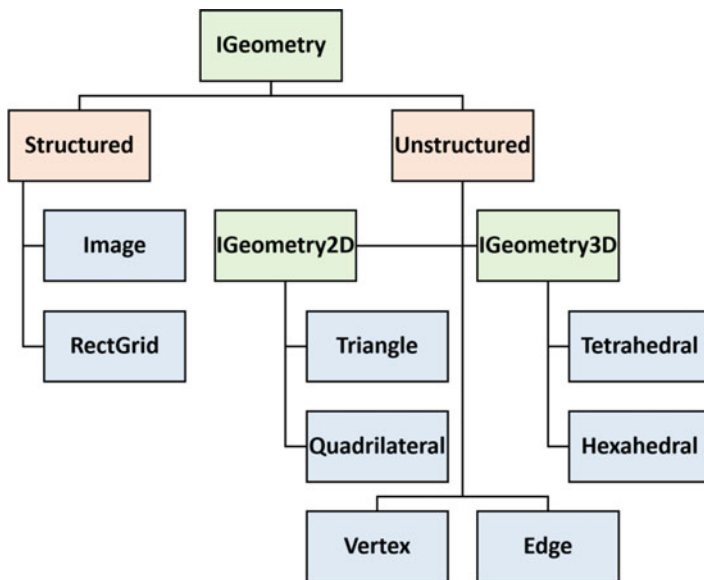 IGeometry
Structured
Unstructured
Image
IGeometry2D
IGeometry3D
RectGrid
Triangle
Tetrahedral
Quadrilateral
Hexahedral
Vertex
Edge